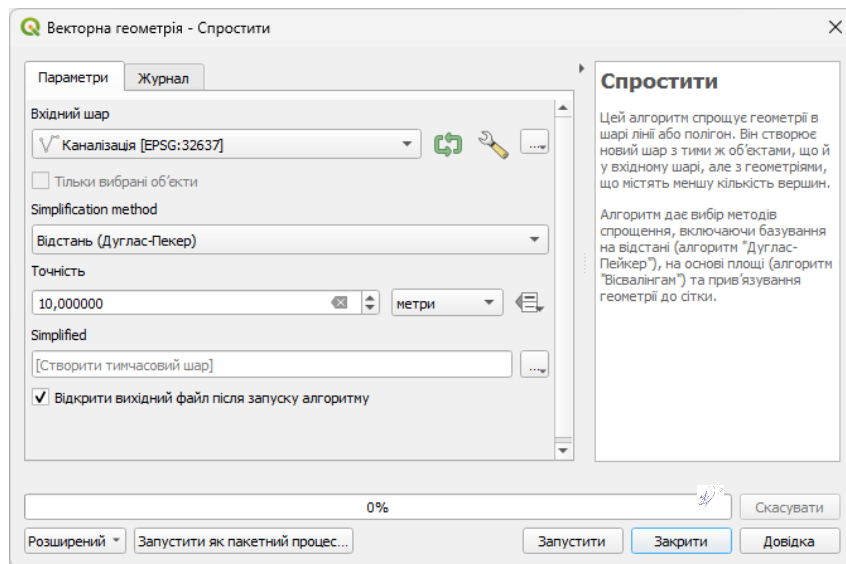 Векторна геометрія - Спростити
Параметри
Журнал
Вхідний шар
Каналізація [EPSG:32637]
...
Тільки вибрані об'єкти
Simplification method
Відстань (Дуглас-Пекер)
Точність
10,000000
метри
Simplified
[Створити тимчасовий шар]
...
Відкрити вихідний файл після запуску алгоритму
Спростити
Цей алгоритм спрощує геометрії в
шарі лінії або полігон. Він створює
новий шар з тими ж об'єктами, що й
у вхідному шарі, але з геометріями,
що містять меншу кількість вершин.
Алгоритм дає вибір методів
спрощення, включаючи базування
на відстані (алгоритм "Дуглас-
Пейкер"), на основі площі (алгоритм
"Вісвалінгам") та прив'язування
геометрії до сітки.
0%
Скасувати
Розширений
Запустити як пакетний процес...
Запустити
Закрити
Довідка